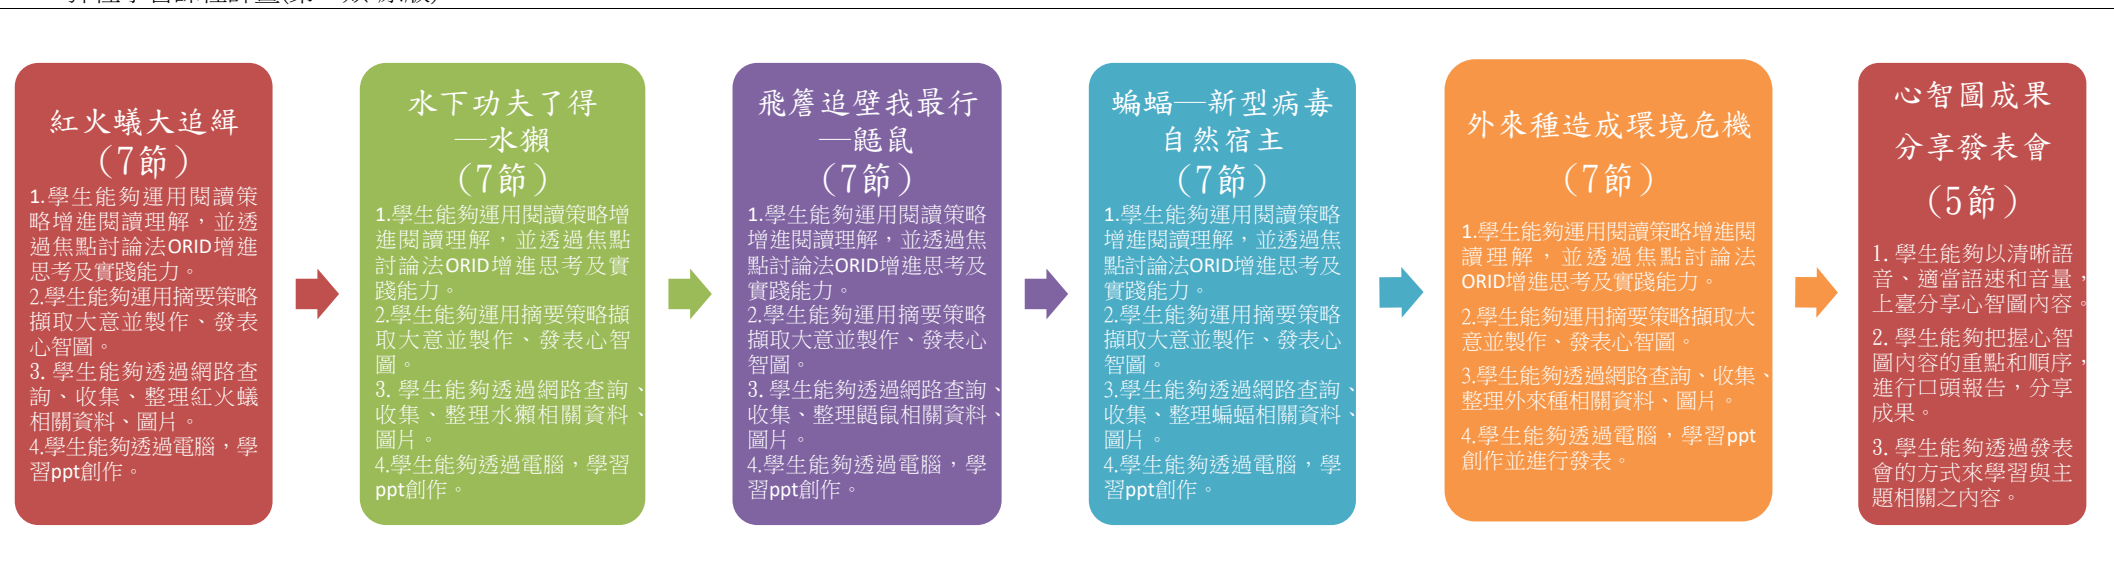 紅火蟻大追緝
(7節)
1.學生能夠運用閱讀策
略增進閱讀理解，並透
過焦點討論法ORID增進
思考及實踐能力。
2.學生能夠運用摘要策略
擷取大意並製作、發表
心智圖。
3. 學生能夠透過網路查
詢、收集、整理紅火蟻
相關資料、圖片。
4.學生能夠透過電腦，學
習ppt創作。
水下功夫了得
—水獺
(7節)
1.學生能夠運用閱讀策略增
進閱讀理解，並透過焦點
討論法ORID增進思考及實
踐能力。
2.學生能夠運用摘要策略擷
取大意並製作、發表心智
圖。
3. 學生能夠透過網路查詢、
收集、整理水獺相關資料、
圖片。
4.學生能夠透過電腦，學習
ppt創作。
飛簷追壁我最行
—鼯鼠
(7節)
1.學生能夠運用閱讀策略
增進閱讀理解，並透過焦
點討論法ORID增進思考及
實踐能力。
2.學生能夠運用摘要策略
擷取大意並製作、發表心
智圖。
3. 學生能夠透過網路查詢、
收集、整理鼯鼠相關資料、
圖片。
4.學生能夠透過電腦，學
習ppt創作。
蝙蝠—新型病毒
自然宿主
(7節)
1.學生能夠運用閱讀策略
增進閱讀理解，並透過焦
點討論法ORID增進思考及
實踐能力。
2.學生能夠運用摘要策略
擷取大意並製作、發表心
智圖。
3.學生能夠透過網路查詢、
收集、整理蝙蝠相關資料、
圖片。
4.學生能夠透過電腦，學
習ppt創作。
外來種造成環境危機
(7節)
1.學生能夠運用閱讀策略增進閱
讀理解，並透過焦點討論法
ORID增進思考及實踐能力。
2.學生能夠運用摘要策略擷取大
意並製作、發表心智圖。
3.學生能夠透過網路查詢、收集、
整理外來種相關資料、圖片。
4.學生能夠透過電腦，學習ppt
創作並進行發表。
心智圖成果
分享發表會
(5節)
1. 學生能夠以清晰語
音、適當語速和音量，
上臺分享心智圖內容。
2. 學生能夠把握心智
圖內容的重點和順序，
進行口頭報告，分享
成果。
3. 學生能夠透過發表
會的方式來學習與主
題相關之內容。